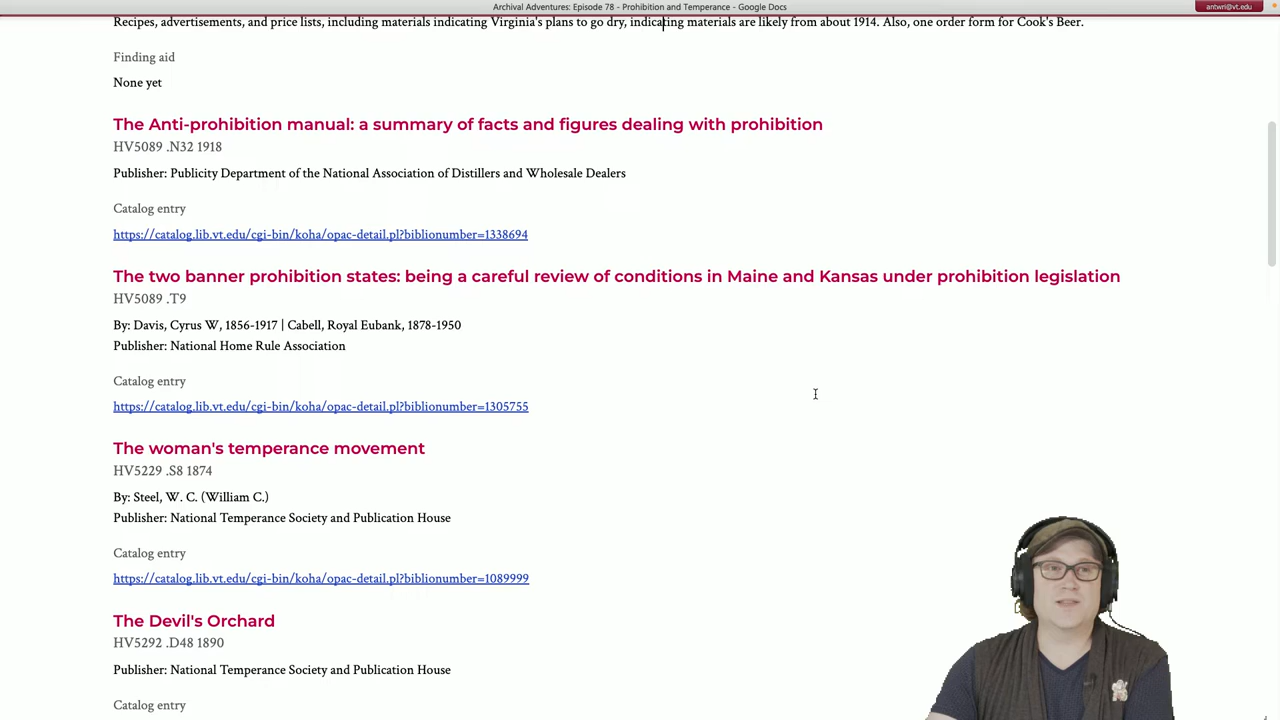 Archival Adventures: Episode 78 - Prohibition and Temperance - Google Docs
antwri@vt.edu
Recipes, advertisements, and price lists, including materials indicating Virginia's plans to go dry, indicating materials are likely from about 1914. Also, one order form for Cook's Beer.
Finding aid
None yet
The Anti-prohibition manual: a summary of facts and figures dealing with prohibition
HV5089 .N32 1918
Publisher: Publicity Department of the National Association of Distillers and Wholesale Dealers
Catalog entry
https://catalog.lib.vt.edu/cgi-bin/koha/opac-detail.pl?biblionumber=1338694
The two banner prohibition states: being a careful review of conditions in Maine and Kansas under prohibition legislation
HV5089 .T9
By: Davis, Cyrus W, 1856-1917 | Cabell, Royal Eubank, 1878-1950
Publisher: National Home Rule Association
Catalog entry
https://catalog.lib.vt.edu/cgi-bin/koha/opac-detail.pl?biblionumber=1305755
The woman's temperance movement
HV5229 .S8 1874
By: Steel, W. C. (William C.)
Publisher: National Temperance Society and Publication House
Catalog entry
https://catalog.lib.vt.edu/cgi-bin/koha/opac-detail.pl?biblionumber=1089999
The Devil's Orchard
HV5292 .D48 1890
Publisher: National Temperance Society and Publication House
Catalog entry